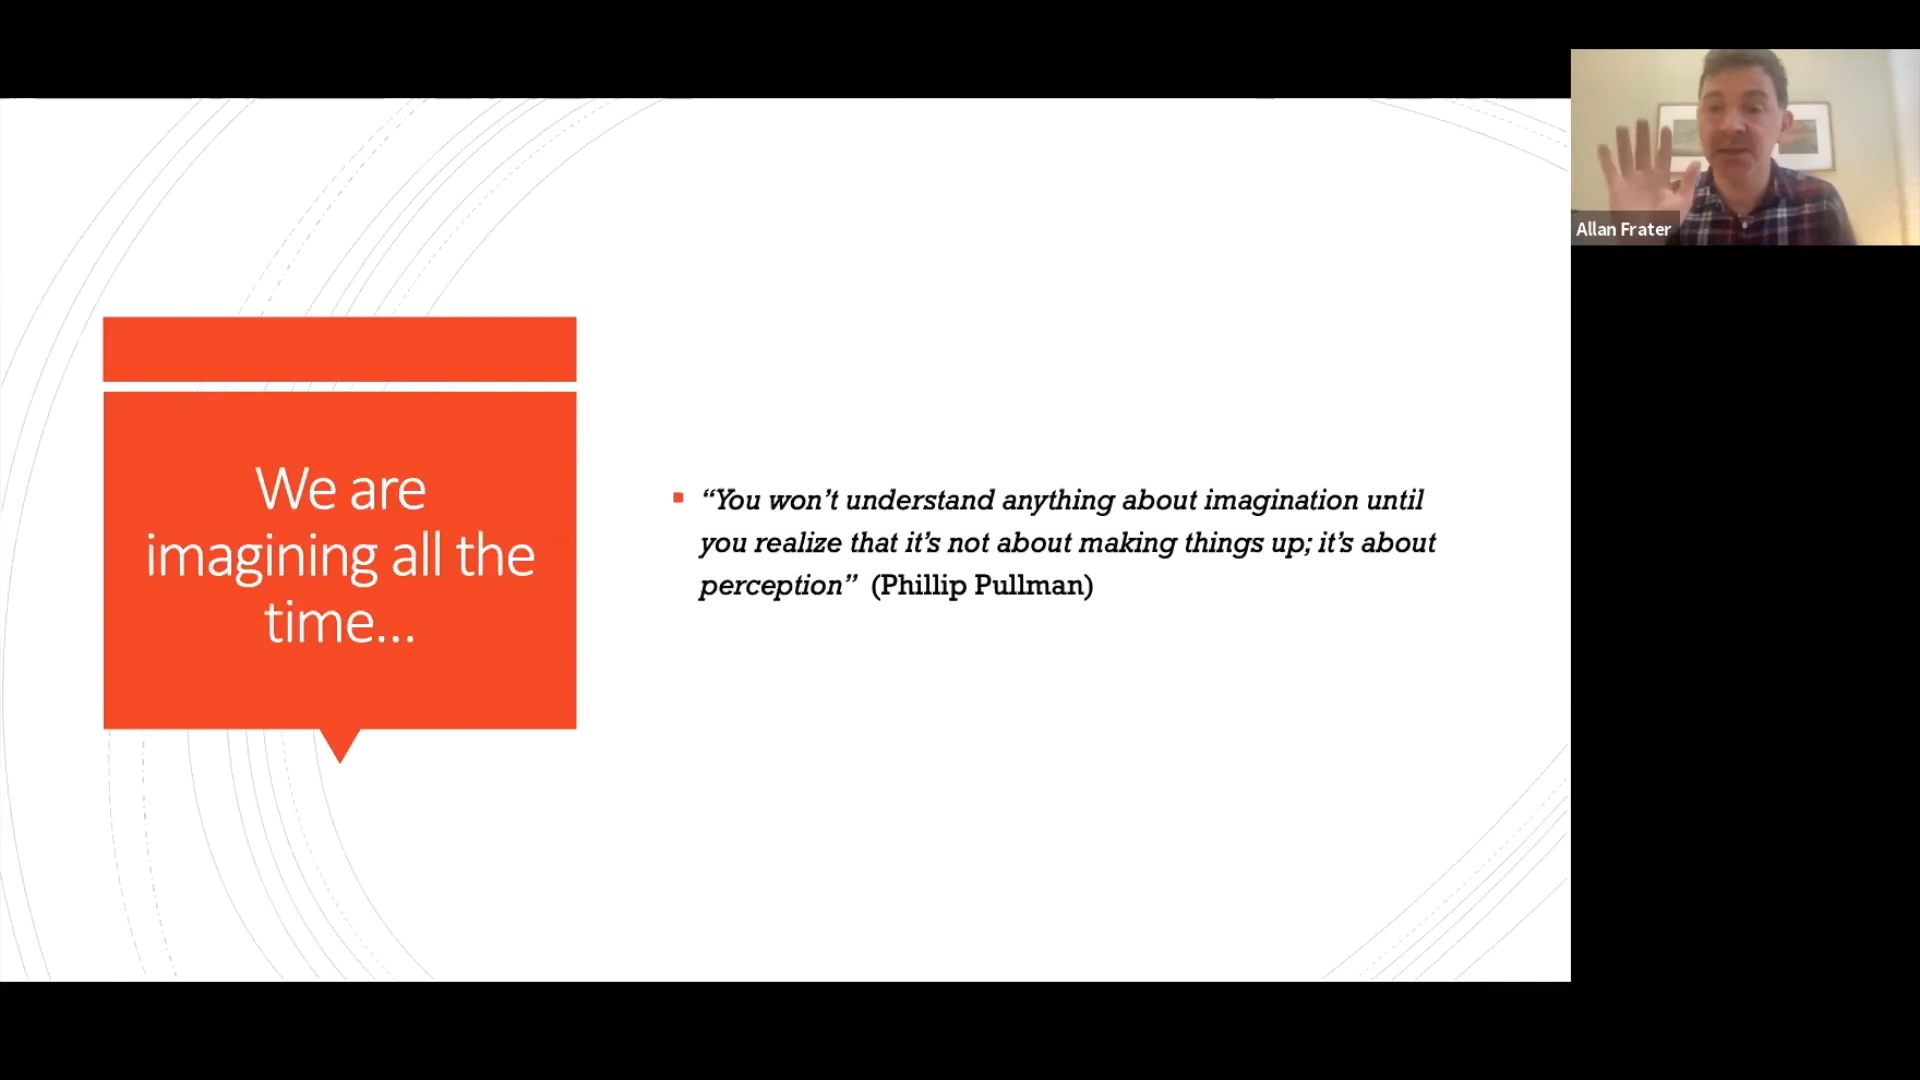 Allan Frater
We are
imagining all the
time...
“You won’t understand anything about imagination until
you realize that it’s not about making things up; it’s about
perception” (Phillip Pullman)